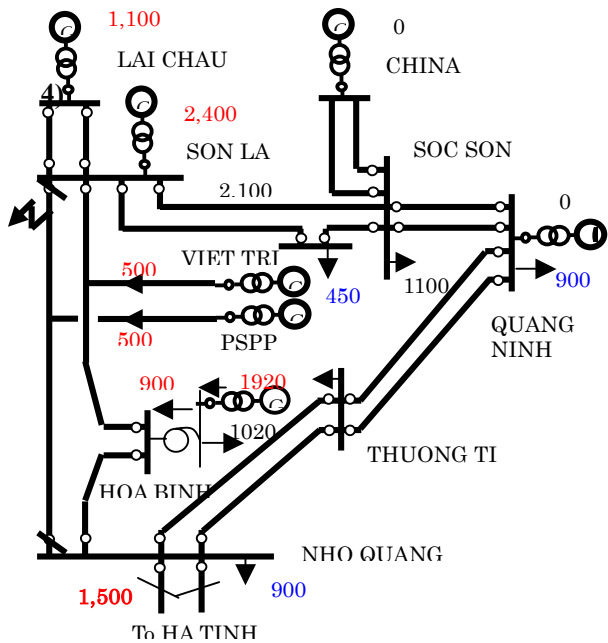 1,100
0
LAI CHAU
CHINA
4)
2,400
SON LA
SOC SON
2,100
0
VIET TRI
500
450
1100
900
500
PSPP
QUANG
NINH
900
1920
1020
THUONG TI
HOA BINH
NHO QUANG
1,500
900
To HA TINH